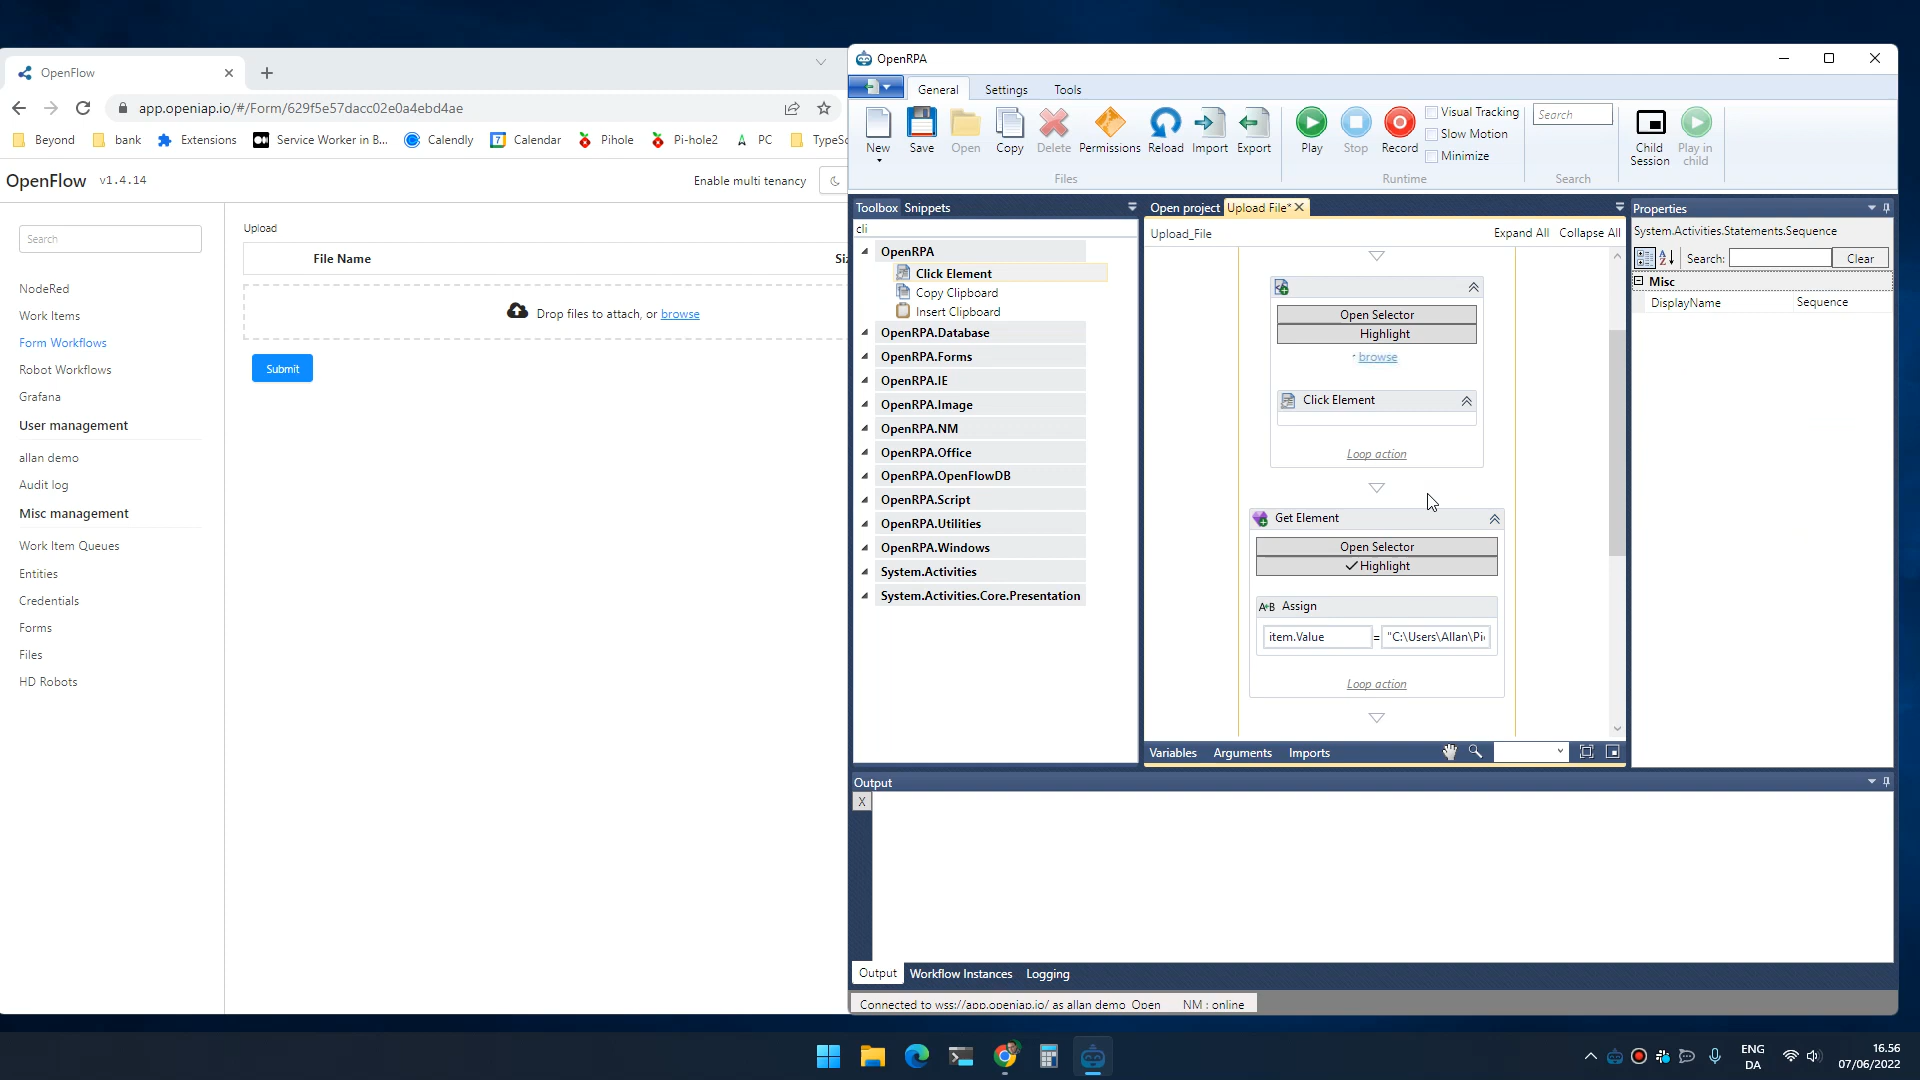 OpenFlow
app.openiap.io/#/Form/629f5e57dacc02e0a4ebd4ae
Beyond
bank
Extensions
Service Worker in B...
Calendly
7
Calendar
Pihole
Pi-hole2
PC
OpenFlow v1.4.14
Enable multi tenancy
Search
NodeRed
Work Items
Form Workflows
Robot Workflows
Grafana
User management
allan demo
Audit log
Misc management
Work Item Queues
Entities
Credentials
Forms
Files
HD Robots
Upload
File Name
Drop files to attach, or browse
Submit
OpenRPA
General
Settings
Tools
New
Save
Open
Copy
Delete
Permissions
Reload
Import
Export
Files
Play
Stop
Record
Visual Tracking
Slow Motion
Minimize
Runtime
Search
Search
Child
Session
Play in
child
Toolbox Snippets
cli
OpenRPA
Click Element
Copy Clipboard
Insert Clipboard
OpenRPA.Database
OpenRPA.Forms
OpenRPA.IE
OpenRPA.Image
OpenRPA.NM
OpenRPA.Office
OpenRPA.OpenFlowDB
OpenRPA.Script
OpenRPA.Utilities
OpenRPA.Windows
System.Activities
System.Activities.Core.Presentation
Open project
Upload File*
Upload_File
Expand All Collapse All
Open Selector
Highlight
browse
Click Element
Loop action
Get Element
Open Selector
Highlight
A+B Assign
item.Value = "C:\Users\Allan\Pi
Loop action
Variables Arguments Imports
Properties
System.Activities.Statements.Sequence
Search:
Clear
Misc
DisplayName
Sequence
Output
X
Output
Workflow Instances
Logging
Connected to wss://app.openiap.io/ as allan demo Open
NM : online
ENG
DA
16.56
07/06/2022